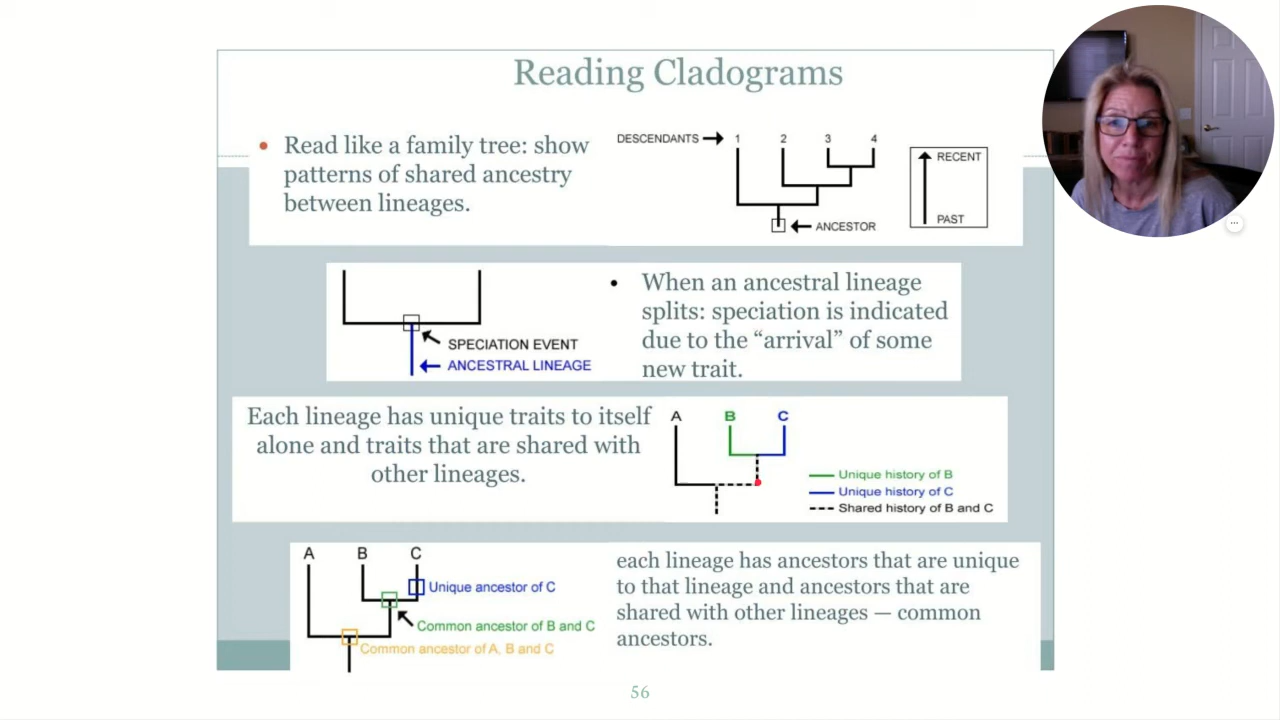 Reading Cladograms
• Read like a family tree: show
patterns of shared ancestry
between lineages.
DESCENDANTS 1 2 3 4
ANCESTOR
RECENT
PAST
SPECIATION EVENT
ANCESTRAL LINEAGE
• When an ancestral lineage
splits: speciation is indicated
due to the “arrival” of some
new trait.
Each lineage has unique traits to itself
alone and traits that are shared with
other lineages.
A B C
Unique history of B
Unique history of C
Shared history of B and C
A B C
Unique ancestor of C
Common ancestor of B and C
Common ancestor of A, B and C
each lineage has ancestors that are unique
to that lineage and ancestors that are
shared with other lineages — common
ancestors.
56